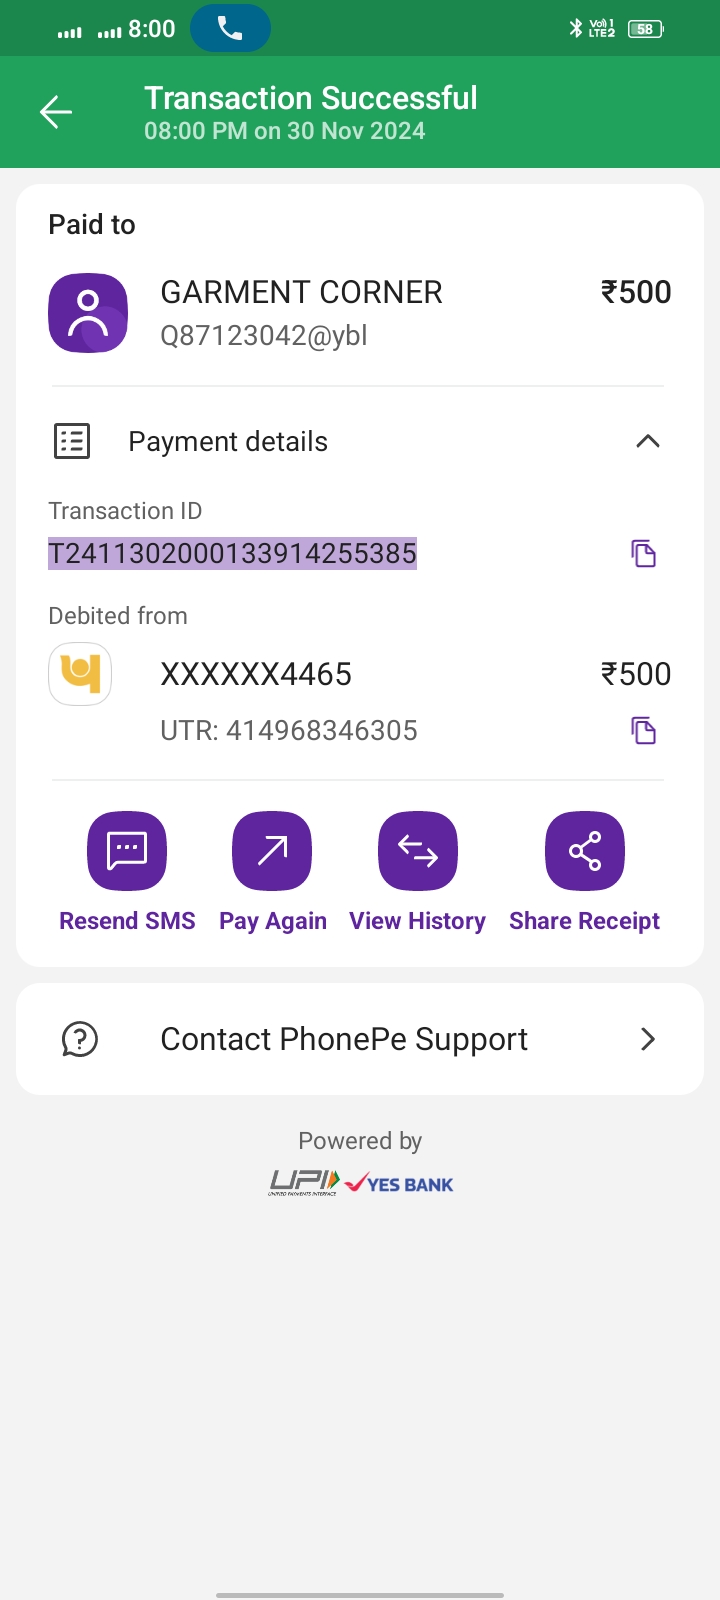 8:00 Vo)) 1 LTE2 58
Transaction Successful
08:00 PM on 30 Nov 2024
Paid to
GARMENT CORNER ₹500
Q87123042@ybl
Payment details
Transaction ID
T2411302000133914255385
Debited from
XXXXXX4465 ₹500
UTR: 414968346305
Resend SMS Pay Again View History Share Receipt
Contact PhonePe Support
Powered by
UPI YES BANK
UNIFIED PAYMENTS INTERFACE